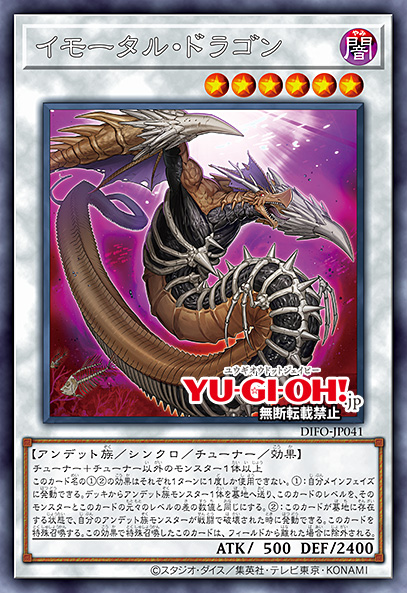 イモータル・ドラゴン
やみ
闇
ユウギオウドットジェイピー
YU-GI-OH!.jp
無断転載禁止
DIFO-JP041
【アンデット族／シンクロ／チューナー／効果】
チューナー＋チューナー以外のモンスター１体以上
このカード名の①②の効果はそれぞれ１ターンに１度しか使用できない。①：自分メインフェイズ
に発動できる。デッキからアンデット族モンスター１体を墓地へ送り、このカードのレベルを、その
モンスターとこのカードの元々のレベルの差の数値と同じにする。②：このカードが墓地に存在
する状態で、自分のアンデット族モンスターが戦闘で破壊された時に発動できる。このカードを
特殊召喚する。この効果で特殊召喚したこのカードは、フィールドから離れた場合に除外される。
ATK/ 500 DEF/2400
©スタジオ・ダイス／集英社・テレビ東京・KONAMI